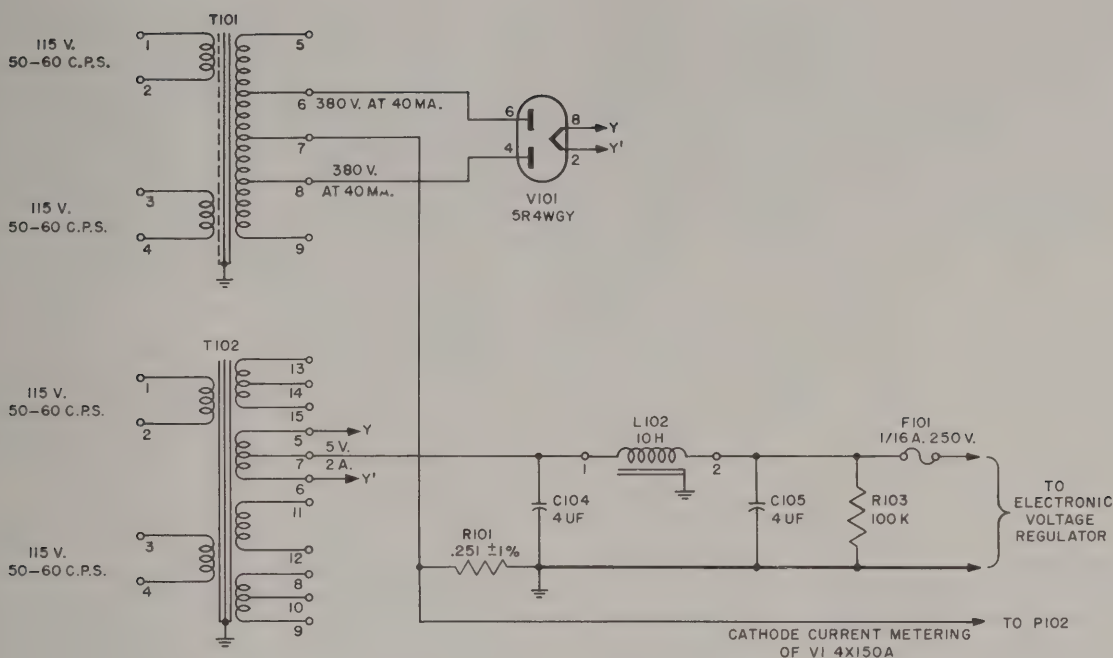 T101
115 V.
50-60 C.P.S.
1
2
5
6
380 V. AT 40 MA.
7
8
380 V.
AT 40 MA.
9
115 V.
50-60 C.P.S.
3
4
6
4
8
2
Y
Y'
V101
5R4WGY
T102
115 V.
50-60 C.P.S.
1
2
13
14
15
5
Y
5 V.
7
2 A.
6
Y'
11
12
8
10
9
115 V.
50-60 C.P.S.
3
4
L102
10 H
1
2
F101
1/16 A. 250 V.
C104
4 UF
C105
4 UF
R103
100 K
R101
.251 ±1%
TO
ELECTRONIC
VOLTAGE
REGULATOR
TO P102
CATHODE CURRENT METERING
OF V1 4X150A